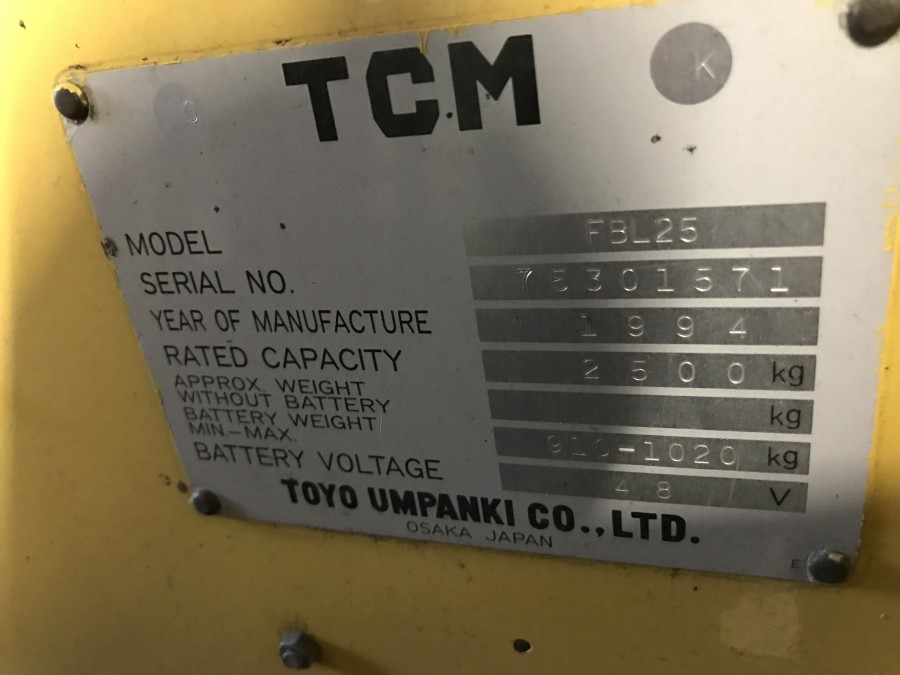 O
K
TCM
MODEL FBL25
SERIAL NO. 75301571
YEAR OF MANUFACTURE 1994
RATED CAPACITY 2500 kg
APPROX. WEIGHT
WITHOUT BATTERY kg
BATTERY WEIGHT
MIN-MAX. 910-1020 kg
BATTERY VOLTAGE 48 V
TOYO UMPANKI CO., LTD.
OSAKA JAPAN
E